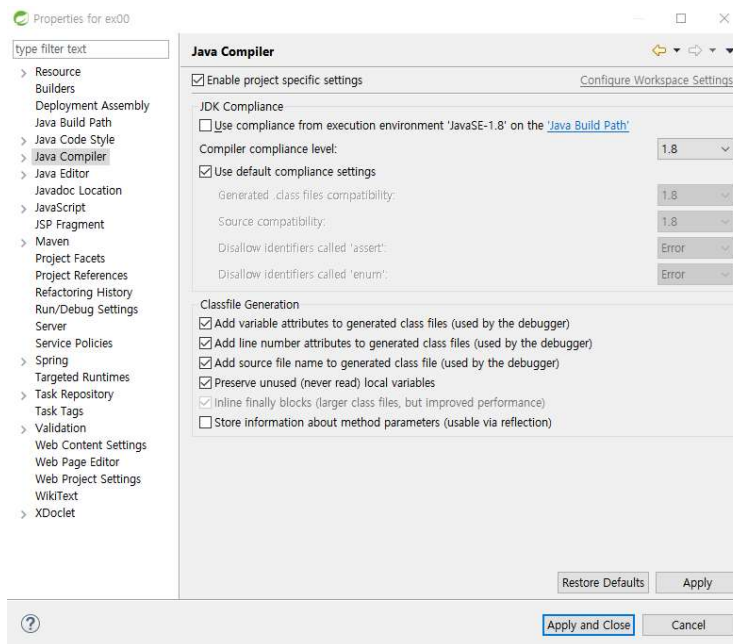 Properties for ex00
type filter text
Resource
Builders
Deployment Assembly
Java Build Path
Java Code Style
Java Compiler
Java Editor
Javadoc Location
JavaScript
JSP Fragment
Maven
Project Facets
Project References
Refactoring History
Run/Debug Settings
Server
Service Policies
Spring
Targeted Runtimes
Task Repository
Task Tags
Validation
Web Content Settings
Web Page Editor
Web Project Settings
WikiText
XDoclet
Java Compiler
Enable project specific settings Configure Workspace Settings
JDK Compliance
Use compliance from execution environment 'JavaSE-1.8' on the 'Java Build Path'
Compiler compliance level: 1.8
Use default compliance settings
Generated .class files compatibility: 1.8
Source compatibility: 1.8
Disallow identifiers called 'assert': Error
Disallow identifiers called 'enum': Error
Classfile Generation
Add variable attributes to generated class files (used by the debugger)
Add line number attributes to generated class files (used by the debugger)
Add source file name to generated class file (used by the debugger)
Preserve unused (never read) local variables
Inline finally blocks (larger class files, but improved performance)
Store information about method parameters (usable via reflection)
Restore Defaults Apply
? Apply and Close Cancel